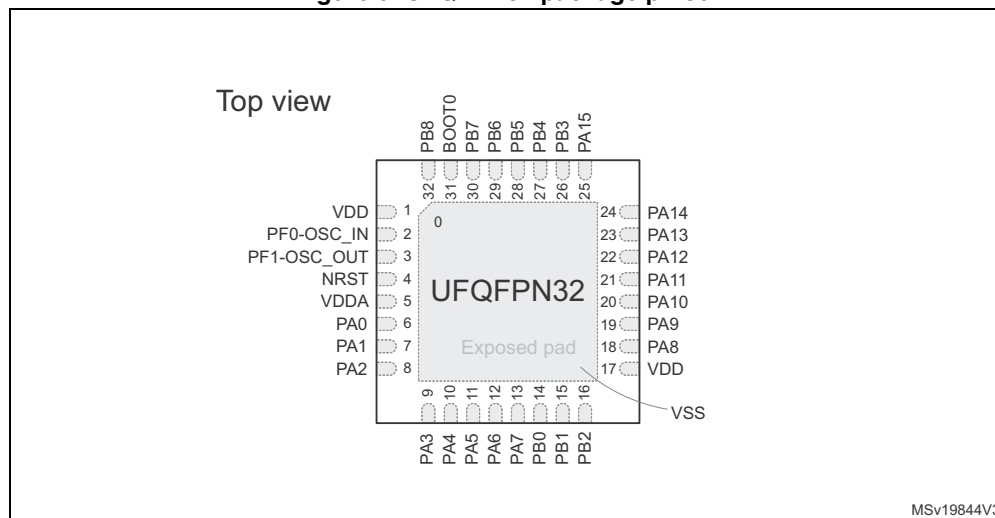 Top view
PB8
BOOT0
PB7
PB6
PB5
PB4
PB3
PA15
32
31
30
29
28
27
26
25
VDD 1
PF0-OSC_IN 2
PF1-OSC_OUT 3
NRST 4
VDDA 5
PA0 6
PA1 7
PA2 8
0
UFQFPN32
Exposed pad
24 PA14
23 PA13
22 PA12
21 PA11
20 PA10
19 PA9
18 PA8
17 VDD
VSS
9
10
11
12
13
14
15
16
PA3
PA4
PA5
PA6
PA7
PB0
PB1
PB2
MSv19844V3